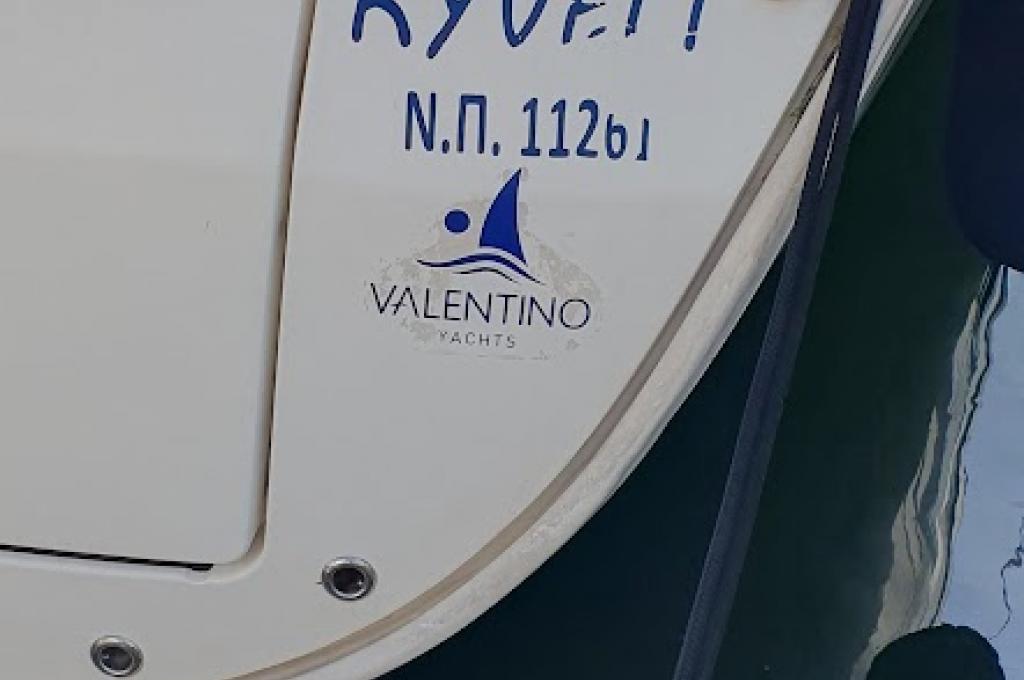 Ν.Π. 11261
VALENTINO
YACHTS